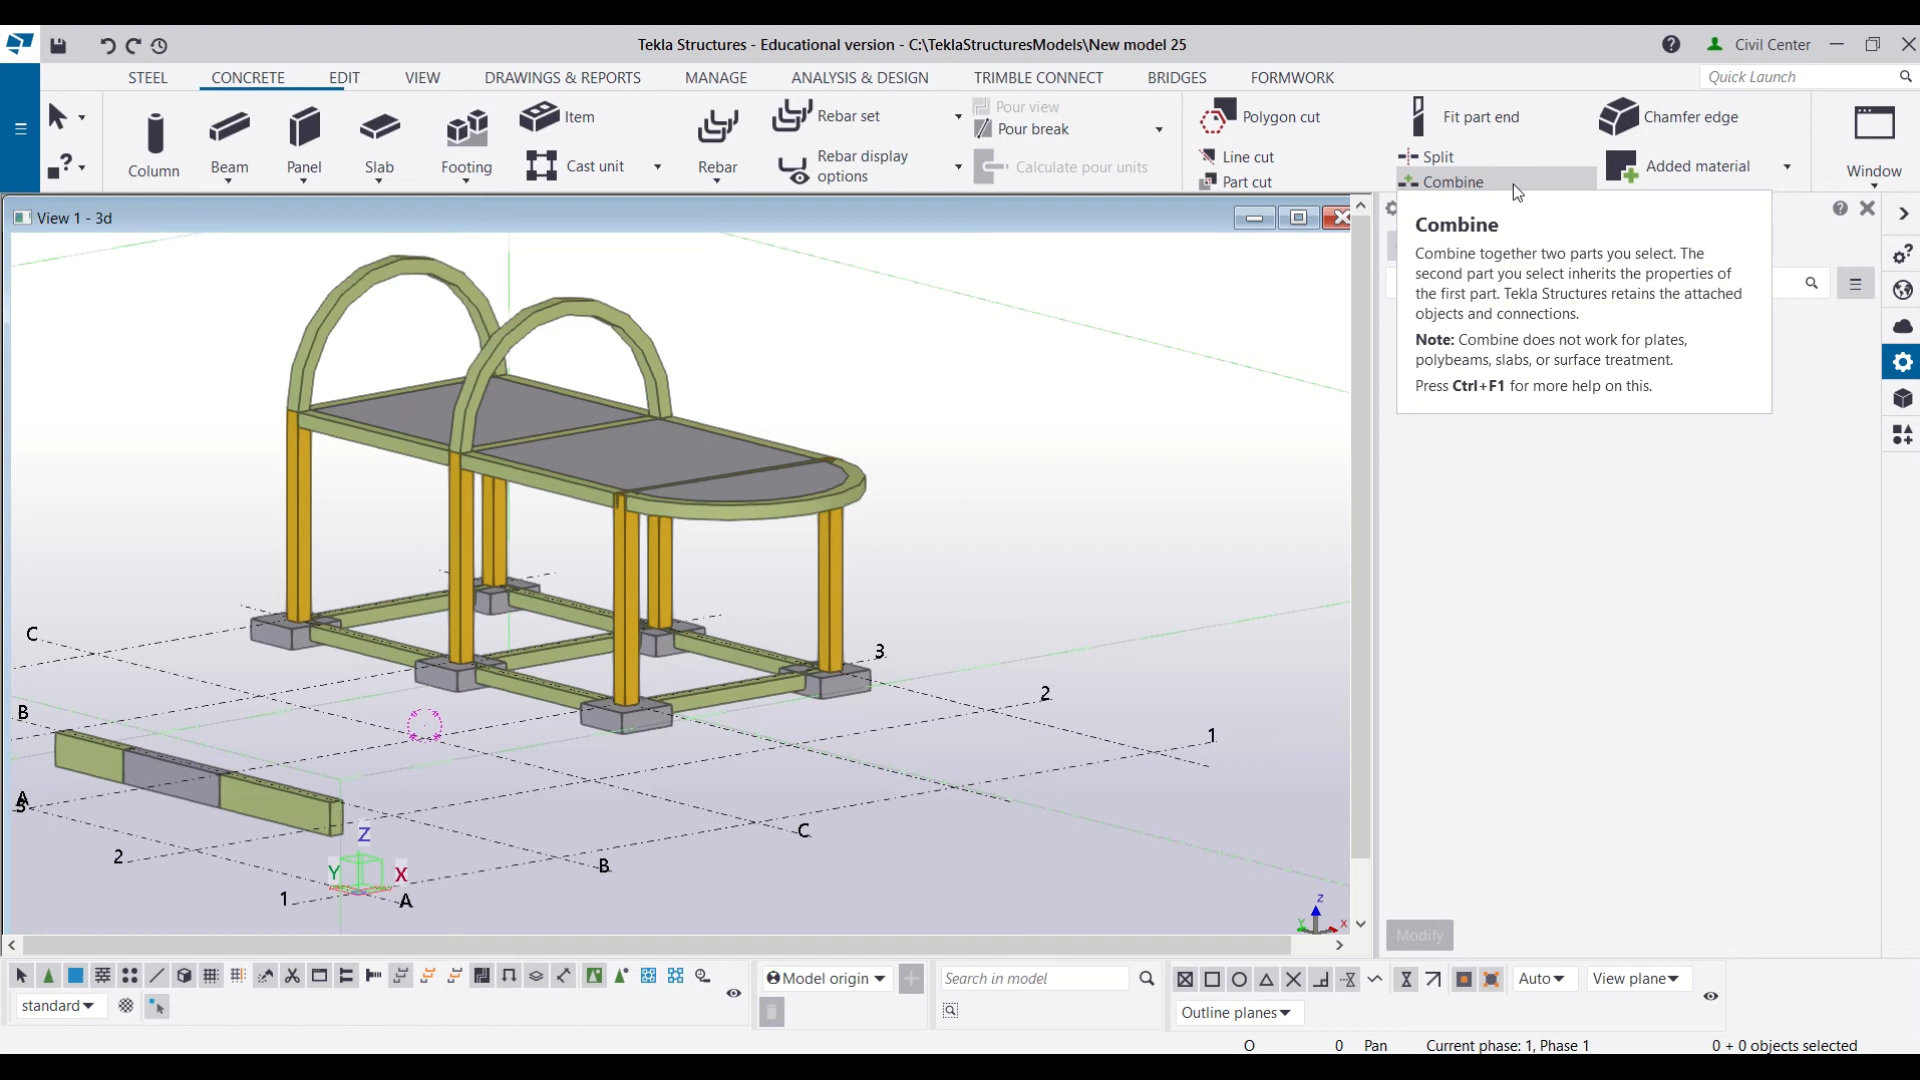 Tekla Structures - Educational version - C:\TeklaStructuresModels\New model 25
Civil Center
STEEL CONCRETE EDIT VIEW DRAWINGS & REPORTS MANAGE ANALYSIS & DESIGN TRIMBLE CONNECT BRIDGES FORMWORK
Quick Launch
Column
Beam
Panel
Slab
Footing
Item
Cast unit
Rebar
Rebar set
Rebar display
options
Pour view
Pour break
Calculate pour units
Polygon cut
Line cut
Part cut
Fit part end
Split
Combine
Chamfer edge
Added material
Window
View 1 - 3d
Combine
Combine together two parts you select. The
second part you select inherits the properties of
the first part. Tekla Structures retains the attached
objects and connections.
Note: Combine does not work for plates,
polybeams, slabs, or surface treatment.
Press Ctrl+F1 for more help on this.
C
3
B
2
1
A
C
Z
2
B
Y
X
1
A
Z
Y
X
Modify
Model origin
Search in model
Auto
View plane
standard
Outline planes
O 0 Pan Current phase: 1, Phase 1 0 + 0 objects selected